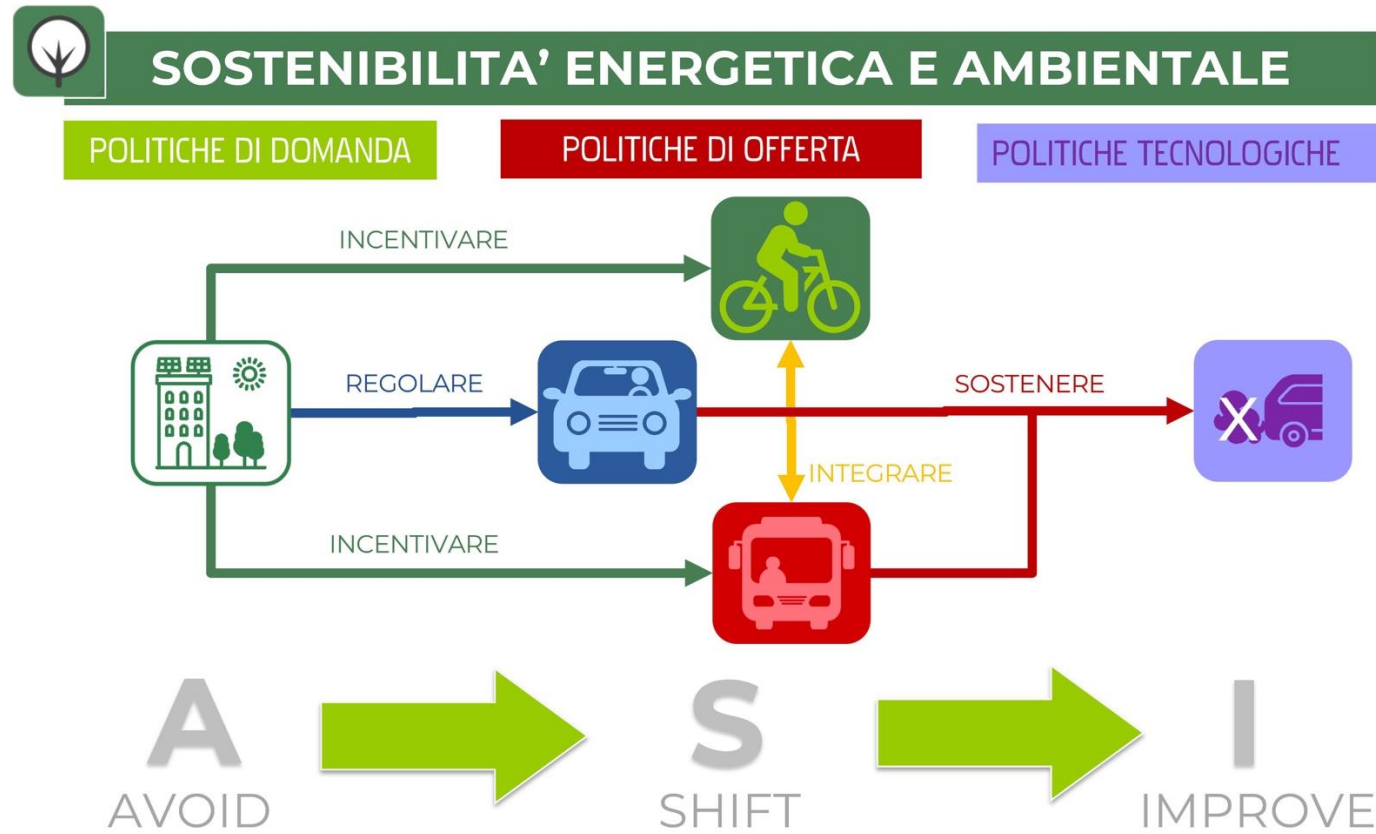 SOSTENIBILITA’ ENERGETICA E AMBIENTALE
POLITICHE DI DOMANDA
POLITICHE DI OFFERTA
POLITICHE TECNOLOGICHE
INCENTIVARE
REGOLARE
SOSTENERE
INTEGRARE
INCENTIVARE
A
S
I
AVOID
SHIFT
IMPROVE